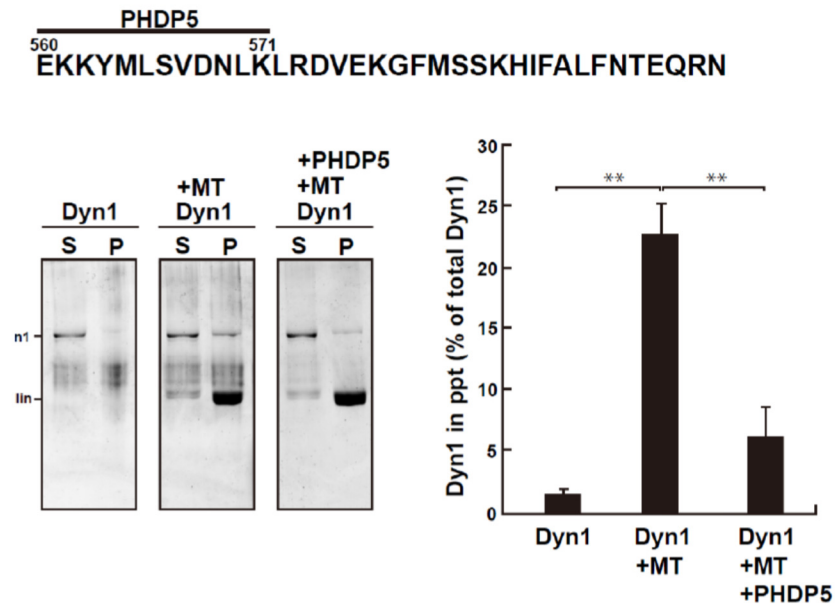 PHDP5
560 571
EKKYMLSVDNLKLRDVEKGFMSSKHIFALFNTEQRN
+PHDP5
+MT +MT
Dyn1 Dyn1 Dyn1
S P S P S P
n1
lin
Dyn1 in ppt (% of total Dyn1)
30
25
20
15
10
5
0
** **
Dyn1 Dyn1 Dyn1
+MT +MT
+PHDP5